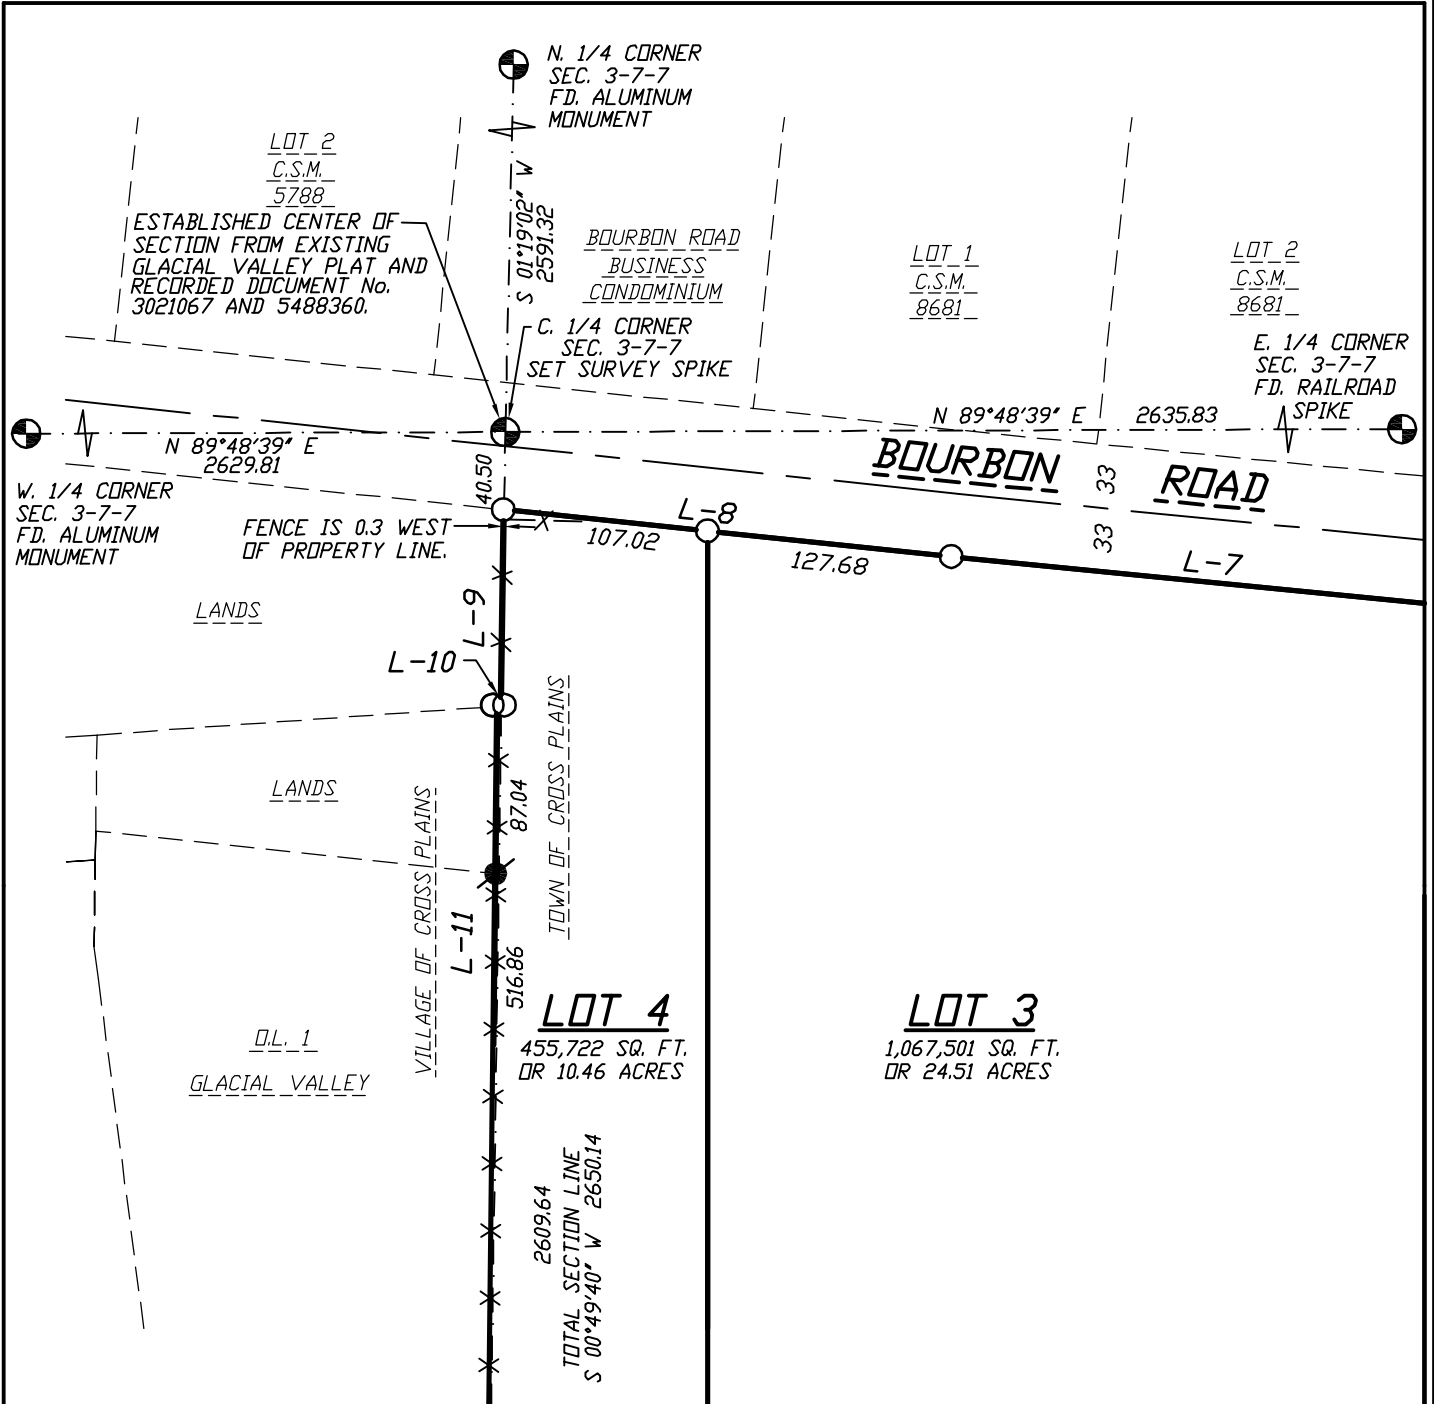 N. 1/4 CORNER
SEC. 3-7-7
FD. ALUMINUM
MONUMENT
LOT 2
C.S.M.
5788
ESTABLISHED CENTER OF
SECTION FROM EXISTING
GLACIAL VALLEY PLAT AND
RECORDED DOCUMENT No.
3021067 AND 5488360.
S 01°19'02" W
2591.32
BOURBON ROAD
BUSINESS
CONDOMINIUM
LOT 1
C.S.M.
8681
LOT 2
C.S.M.
8681
C. 1/4 CORNER
SEC. 3-7-7
SET SURVEY SPIKE
E. 1/4 CORNER
SEC. 3-7-7
FD. RAILROAD
SPIKE
N 89°48'39" E
2629.81
N 89°48'39" E 2635.83
BOURBON ROAD
33
33
W. 1/4 CORNER
SEC. 3-7-7
FD. ALUMINUM
MONUMENT
40.50
FENCE IS 0.3 WEST
OF PROPERTY LINE.
X
L-8
107.02
127.68
L-7
LANDS
L-9
L-10
LANDS
87.04
VILLAGE OF CROSS PLAINS
TOWN OF CROSS PLAINS
L-11
516.86
LOT 4
455,722 SQ. FT.
OR 10.46 ACRES
LOT 3
1,067,501 SQ. FT.
OR 24.51 ACRES
O.L. 1
GLACIAL VALLEY
2609.64
TOTAL SECTION LINE
S 00°49'40" W 2650.14